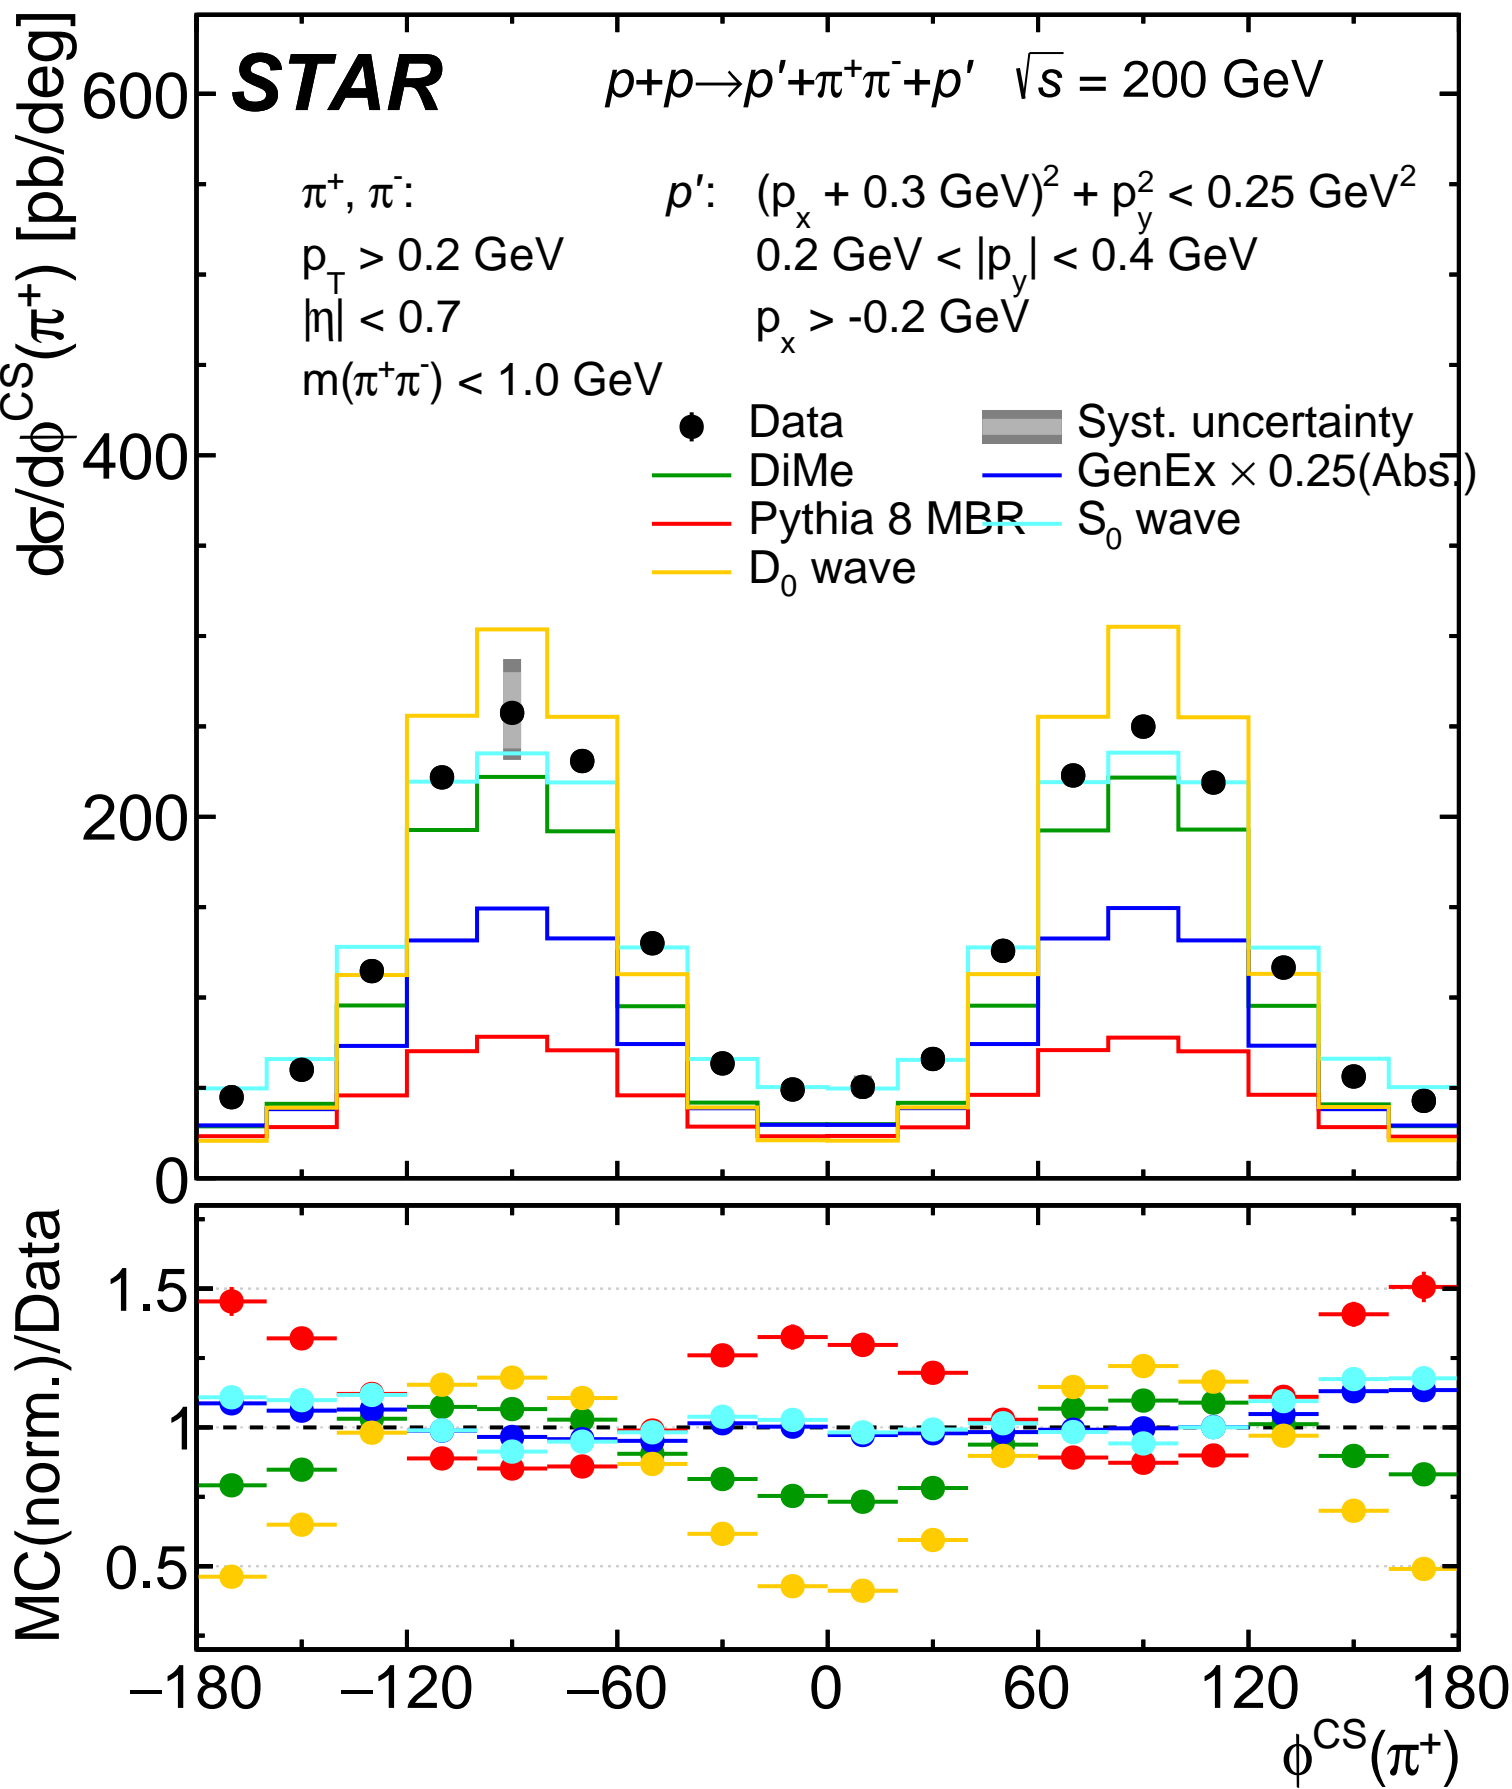 dσ/dϕ^CS(π⁺) [pb/deg]
600
400
200
0
STAR
p+p→p′+π⁺π⁻+p′ √s = 200 GeV
π⁺, π⁻:
p_T > 0.2 GeV
|η| < 0.7
m(π⁺π⁻) < 1.0 GeV
p′: (p_x + 0.3 GeV)² + p_y² < 0.25 GeV²
0.2 GeV < |p_y| < 0.4 GeV
p_x > -0.2 GeV
Data
Syst. uncertainty
DiMe
GenEx × 0.25(Abs.)
Pythia 8 MBR
S₀ wave
D₀ wave
MC(norm.)/Data
1.5
1
0.5
−180 −120 −60 0 60 120 180
ϕ^CS(π⁺)